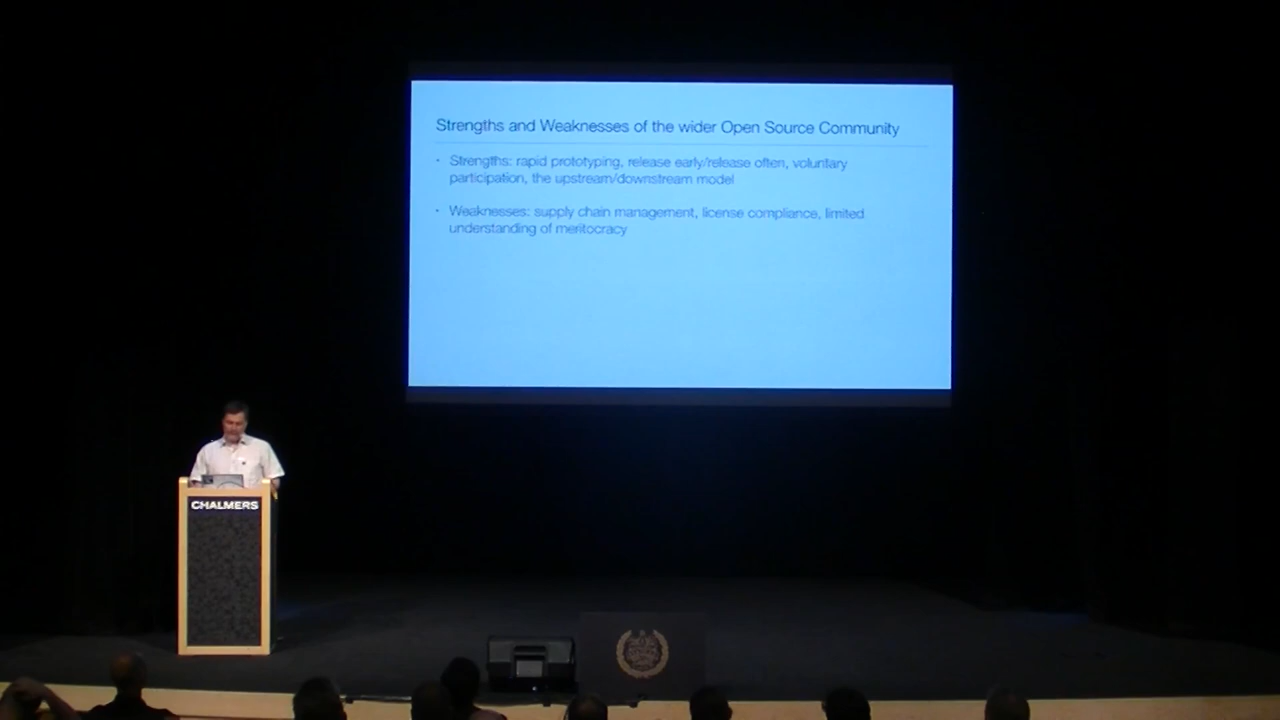 Strengths and Weaknesses of the wider Open Source Community
· Strengths: rapid prototyping, release early/release often, voluntary
participation, the upstream/downstream model
· Weaknesses: supply chain management, license compliance, limited
understanding of meritocracy
CHALMERS